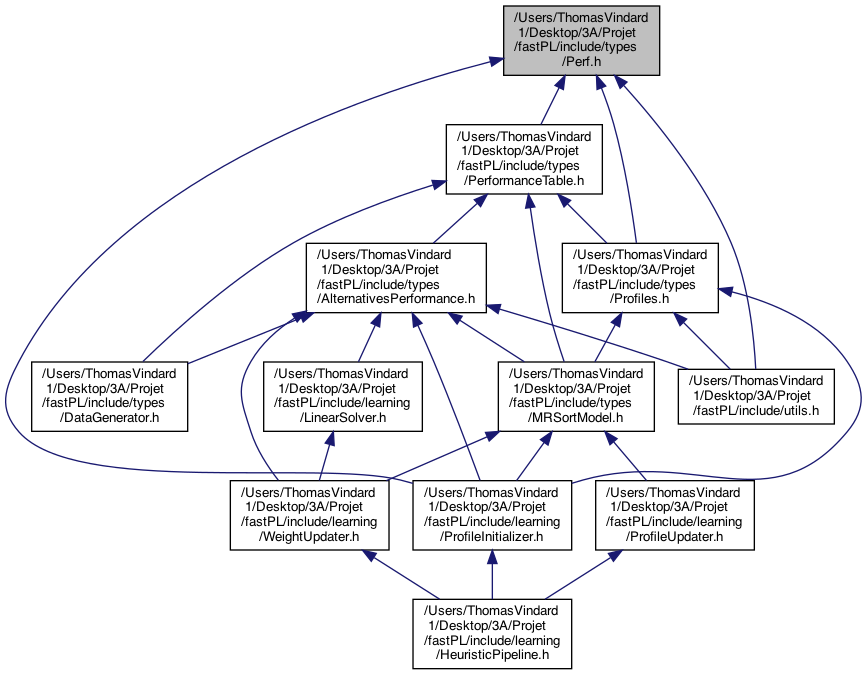 /Users/ThomasVindard
1/Desktop/3A/Projet
/fastPL/include/types
/Perf.h
/Users/ThomasVindard
1/Desktop/3A/Projet
/fastPL/include/types
/PerformanceTable.h
/Users/ThomasVindard
1/Desktop/3A/Projet
/fastPL/include/types
/AlternativesPerformance.h
/Users/ThomasVindard
1/Desktop/3A/Projet
/fastPL/include/types
/Profiles.h
/Users/ThomasVindard
1/Desktop/3A/Projet
/fastPL/include/types
/DataGenerator.h
/Users/ThomasVindard
1/Desktop/3A/Projet
/fastPL/include/learning
/LinearSolver.h
/Users/ThomasVindard
1/Desktop/3A/Projet
/fastPL/include/types
/MRSortModel.h
/Users/ThomasVindard
1/Desktop/3A/Projet
/fastPL/include/utils.h
/Users/ThomasVindard
1/Desktop/3A/Projet
/fastPL/include/learning
/WeightUpdater.h
/Users/ThomasVindard
1/Desktop/3A/Projet
/fastPL/include/learning
/ProfileInitializer.h
/Users/ThomasVindard
1/Desktop/3A/Projet
/fastPL/include/learning
/ProfileUpdater.h
/Users/ThomasVindard
1/Desktop/3A/Projet
/fastPL/include/learning
/HeuristicPipeline.h